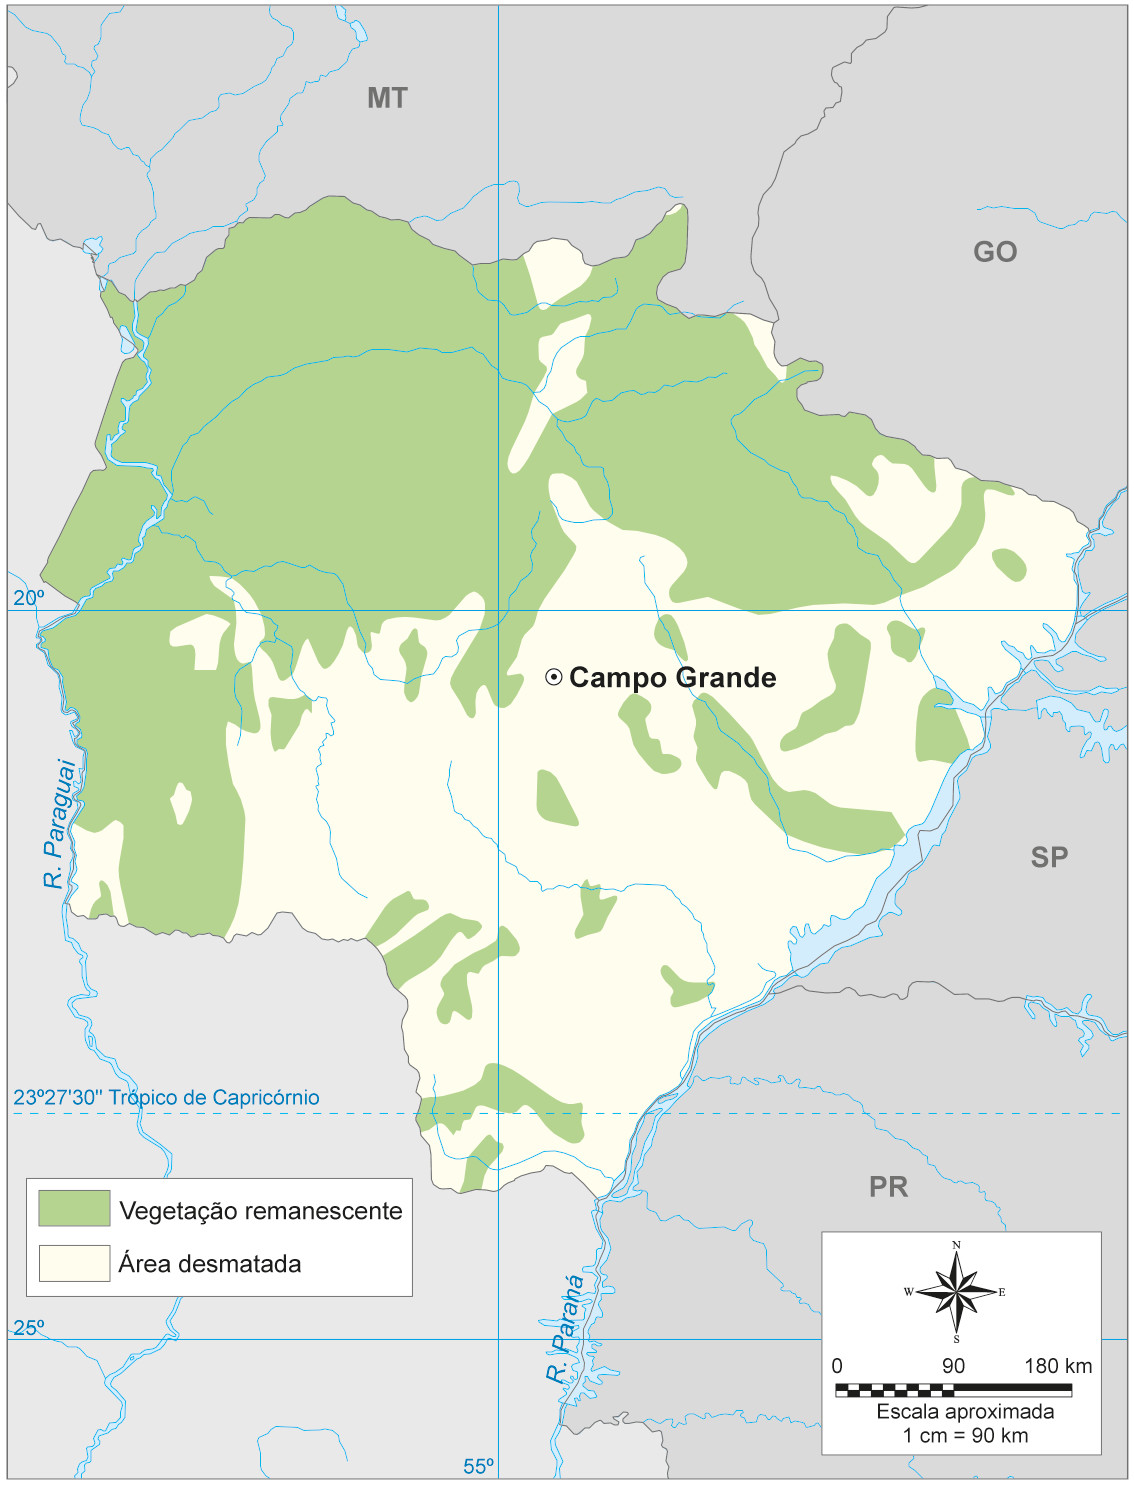 MT
GO
20º
Campo Grande
R. Paraguai
SP
23º27'30" Trópico de Capricórnio
PR
Vegetação remanescente
Área desmatada
R. Paraná
25º
55º
N
W
E
S
0 90 180 km
Escala aproximada
1 cm = 90 km